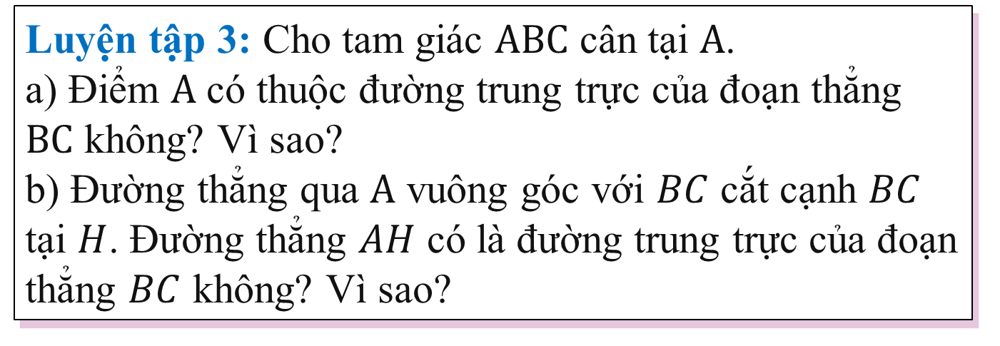 Luyện tập 3: Cho tam giác ABC cân tại A.
a) Điểm A có thuộc đường trung trực của đoạn thẳng
BC không? Vì sao?
b) Đường thẳng qua A vuông góc với BC cắt cạnh BC
tại H. Đường thẳng AH có là đường trung trực của đoạn
thẳng BC không? Vì sao?